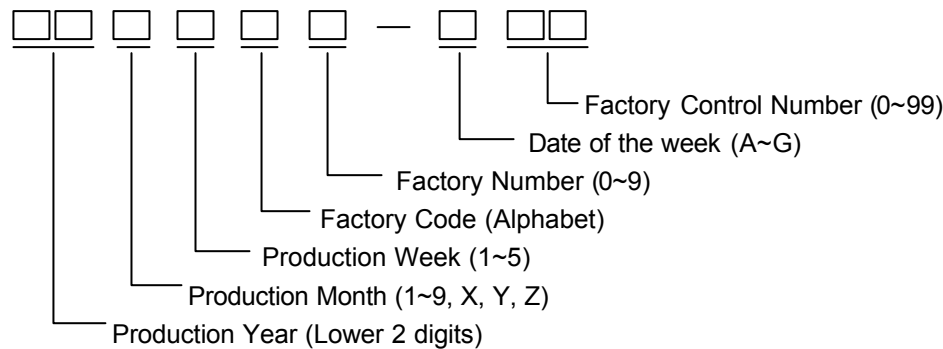 Factory Control Number (0~99)
Date of the week (A~G)
Factory Number (0~9)
Factory Code (Alphabet)
Production Week (1~5)
Production Month (1~9, X, Y, Z)
Production Year (Lower 2 digits)